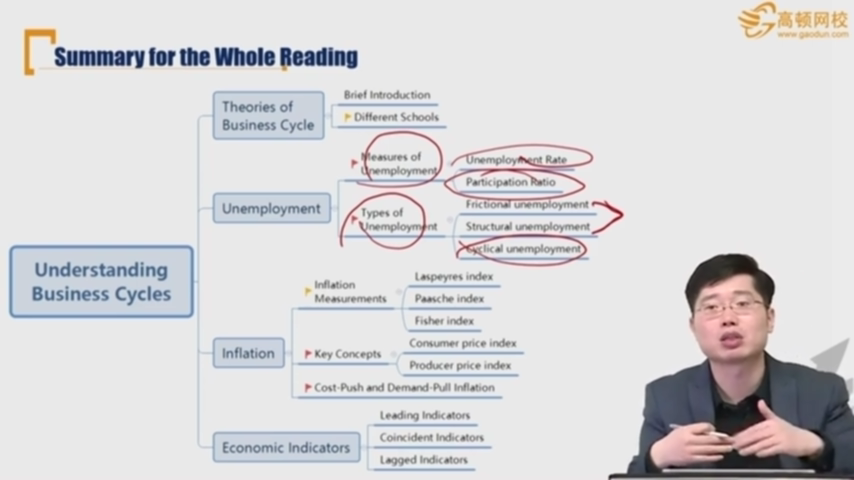 高顿网校
www.gaodun.com
Summary for the Whole Reading
Understanding
Business Cycles
Theories of
Business Cycle
Brief Introduction
Different Schools
Unemployment
Measures of
Unemployment
Unemployment Rate
Participation Ratio
Types of
Unemployment
Frictional unemployment
Structural unemployment
Cyclical unemployment
Inflation
Inflation
Measurements
Laspeyres index
Paasche index
Fisher index
Key Concepts
Consumer price index
Producer price index
Cost-Push and Demand-Pull Inflation
Economic Indicators
Leading Indicators
Coincident Indicators
Lagged Indicators